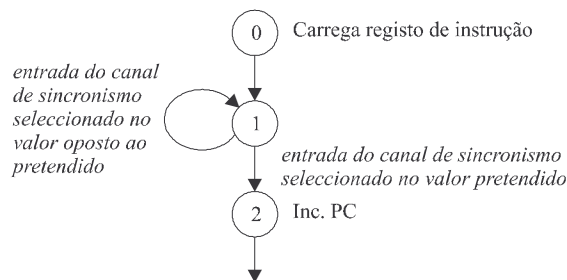 0
Carrega registo de instrução
entrada do canal
de sincronismo
seleccionado no
valor oposto ao
pretendido
1
entrada do canal de sincronismo
seleccionado no valor pretendido
2
Inc. PC